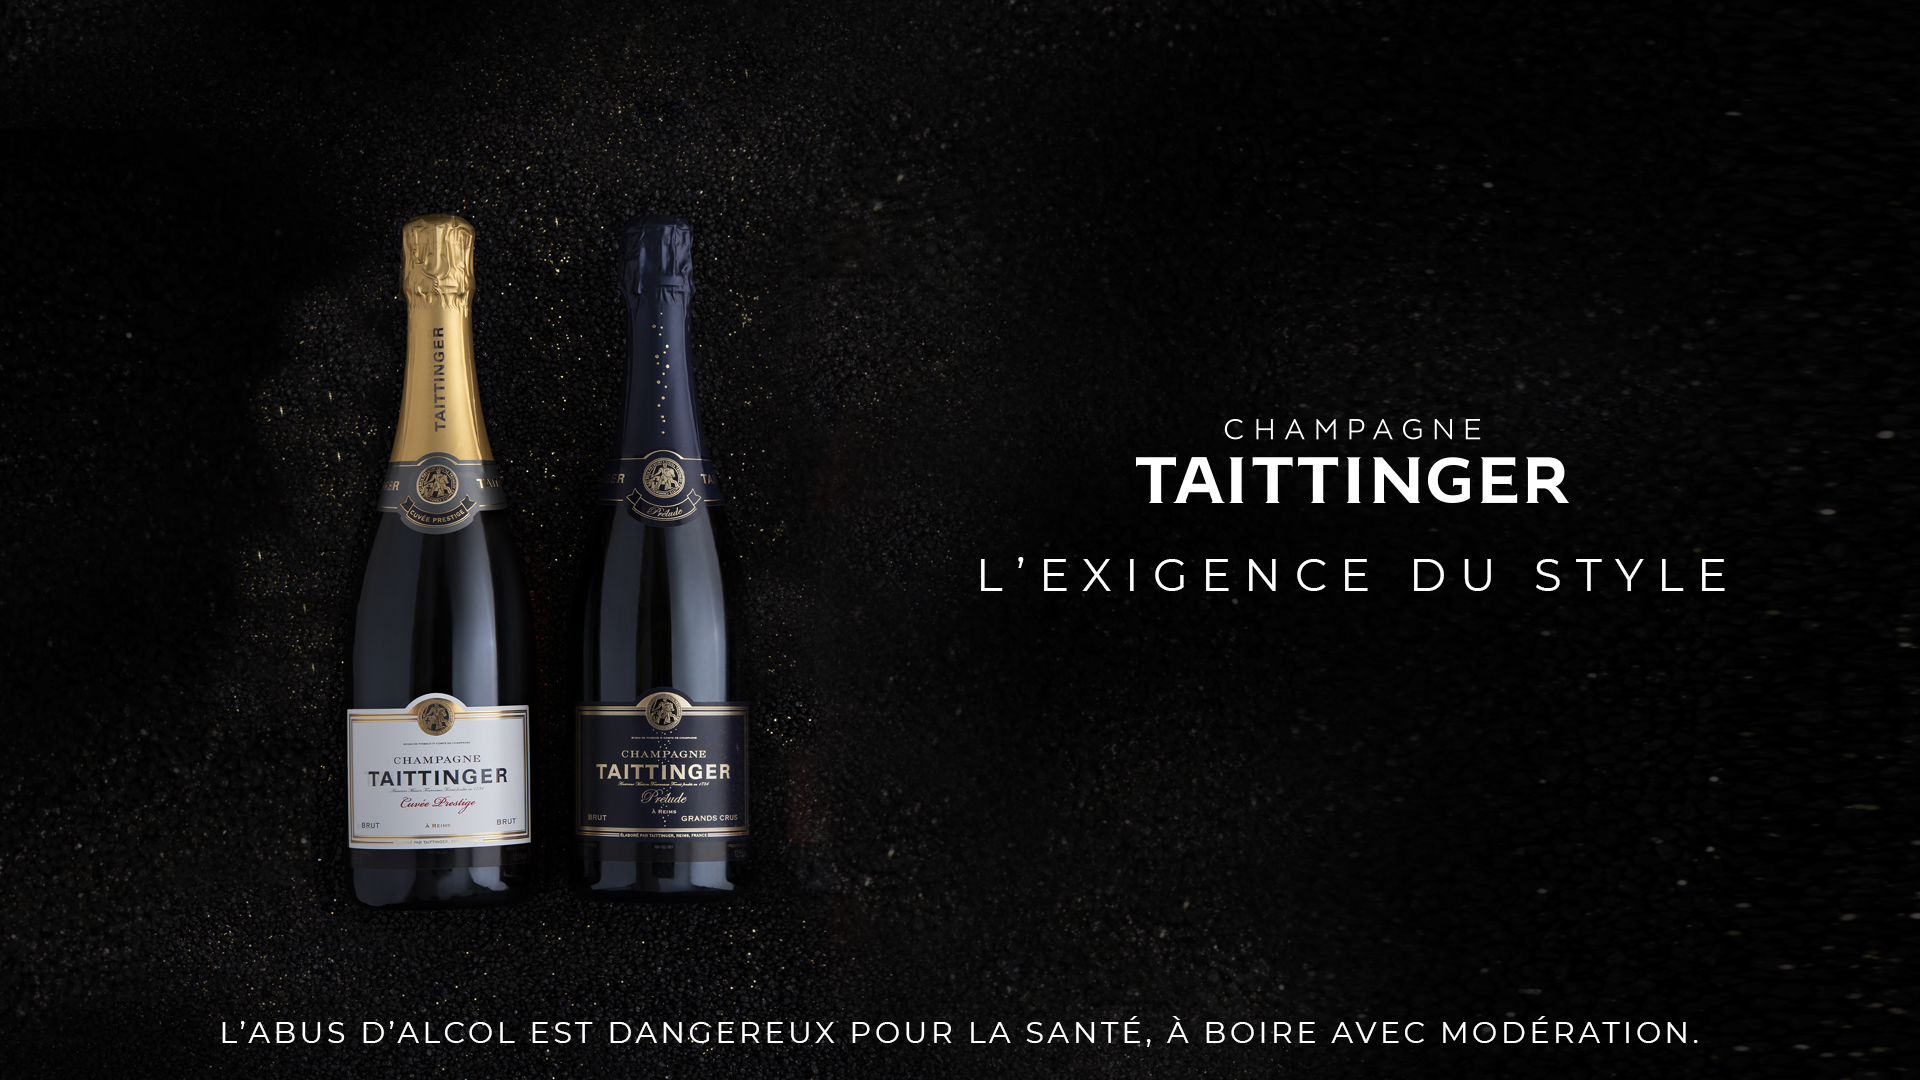 TAITTINGER
CUVÉE PRESTIGE
CHAMPAGNE
TAITTINGER
Cuvée Prestige
À REIMS
BRUT BRUT
Prélude
CHAMPAGNE
TAITTINGER
Prélude
À REIMS
BRUT GRANDS CRUS
ÉLABORÉ PAR TAITTINGER, REIMS, FRANCE
CHAMPAGNE
TAITTINGER
L’EXIGENCE DU STYLE
L’ABUS D’ALCOL EST DANGEREUX POUR LA SANTÉ, À BOIRE AVEC MODÉRATION.